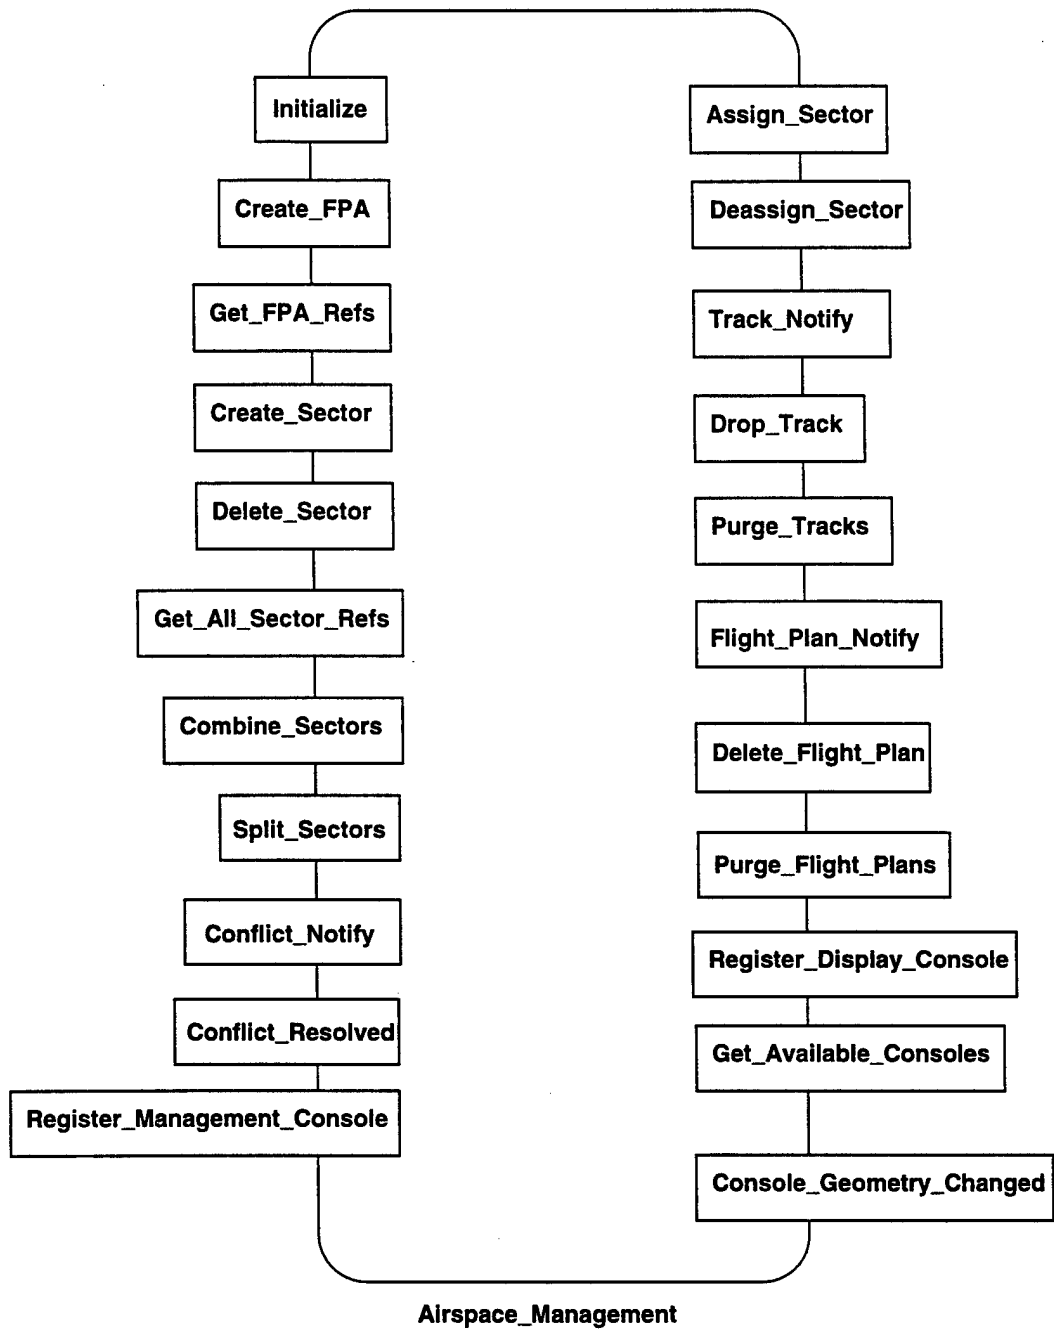 Initialize
Create_FPA
Get_FPA_Refs
Create_Sector
Delete_Sector
Get_All_Sector_Refs
Combine_Sectors
Split_Sectors
Conflict_Notify
Conflict_Resolved
Register_Management_Console
Assign_Sector
Deassign_Sector
Track_Notify
Drop_Track
Purge_Tracks
Flight_Plan_Notify
Delete_Flight_Plan
Purge_Flight_Plans
Register_Display_Console
Get_Available_Consoles
Console_Geometry_Changed
Airspace_Management